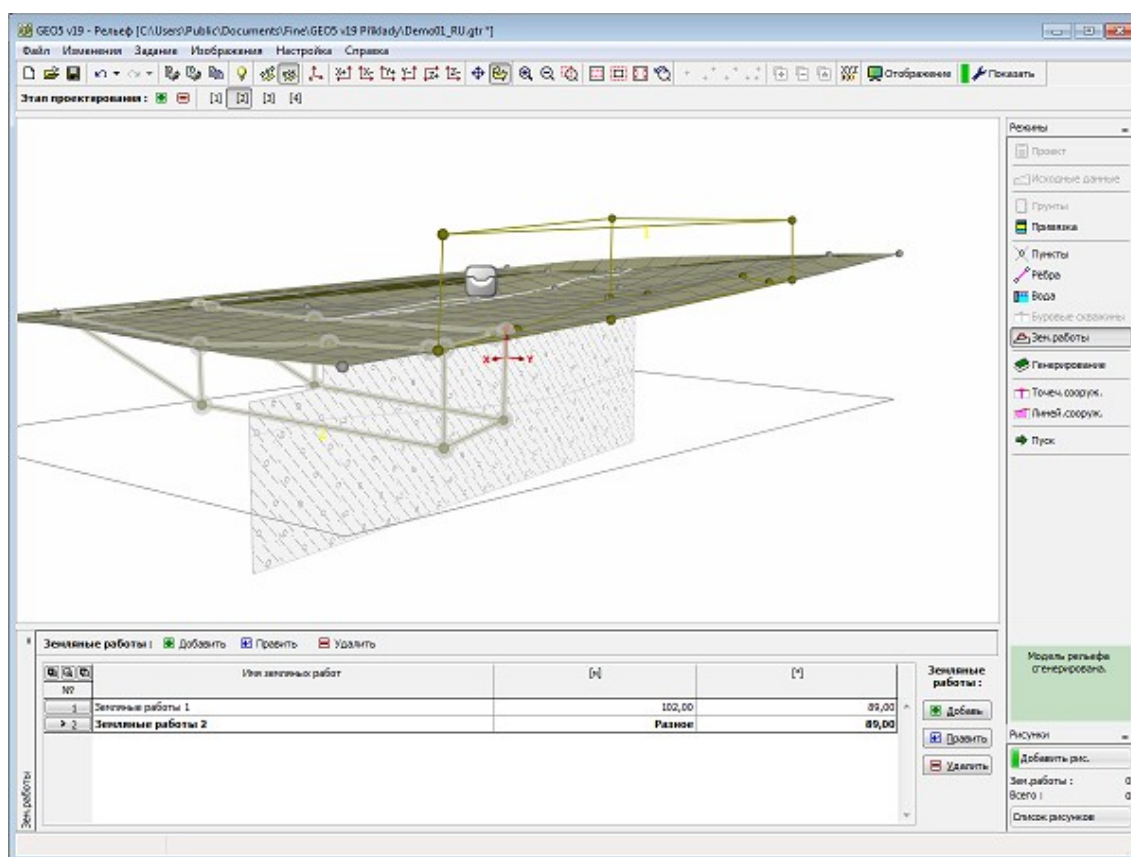 GEO5 v19 - Рельеф [C:\Users\Public\Documents\Fine\GEO5 v19 Příklady\Demo01_RU.gtr *]
Файл Изменения Задание Изображения Настройка Справка
Отображение Показать
Этап проектирования : [1] [2] [3] [4]
Режимы
Проект
Исходные данные
Грунты
Привязка
Пункты
Рёбра
Вода
Буровые скважины
Зем.работы
Генерирование
Точеч.сооруж.
Линей.сооруж.
Пуск
1
X Y
2
Модель рельефа сгенерирована.
Земляные работы : Добавить Править Удалить
№? Имя земляных работ [м] [°]
1 Земляные работы 1 102,00 89,00
> 2 Земляные работы 2 Разное 89,00
Земляные работы :
Добавь
Править
Удалить
Рисунки
Добавить рис.
Зем.работы : 0
Всего : 0
Список рисунков
Зем.работы